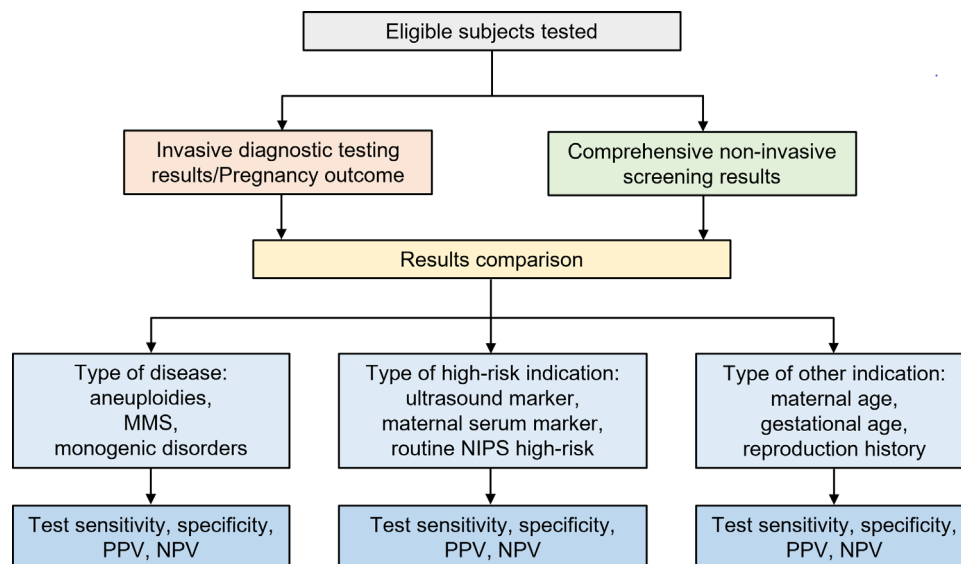 Eligible subjects tested
Invasive diagnostic testing
results/Pregnancy outcome
Comprehensive non-invasive
screening results
Results comparison
Type of disease:
aneuploidies,
MMS,
monogenic disorders
Type of high-risk indication:
ultrasound marker,
maternal serum marker,
routine NIPS high-risk
Type of other indication:
maternal age,
gestational age,
reproduction history
Test sensitivity, specificity,
PPV, NPV
Test sensitivity, specificity,
PPV, NPV
Test sensitivity, specificity,
PPV, NPV